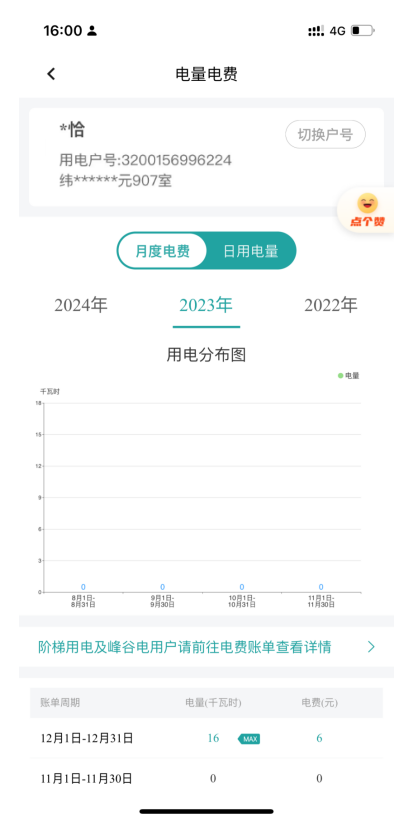 16:00
4G
电量电费
*恰
切换户号
用电户号:3200156996224
纬******元907室
点个赞
月度电费 日用电量
2024年 2023年 2022年
用电分布图
电量
千瓦时
18
15
12
9
6
3
0
0 0 0 0
8月1日- 9月1日- 10月1日- 11月1日-
8月31日 9月30日 10月31日 11月30日
阶梯用电及峰谷电用户请前往电费账单查看详情
账单周期 电量(千瓦时) 电费(元)
12月1日-12月31日 16 MAX 6
11月1日-11月30日 0 0